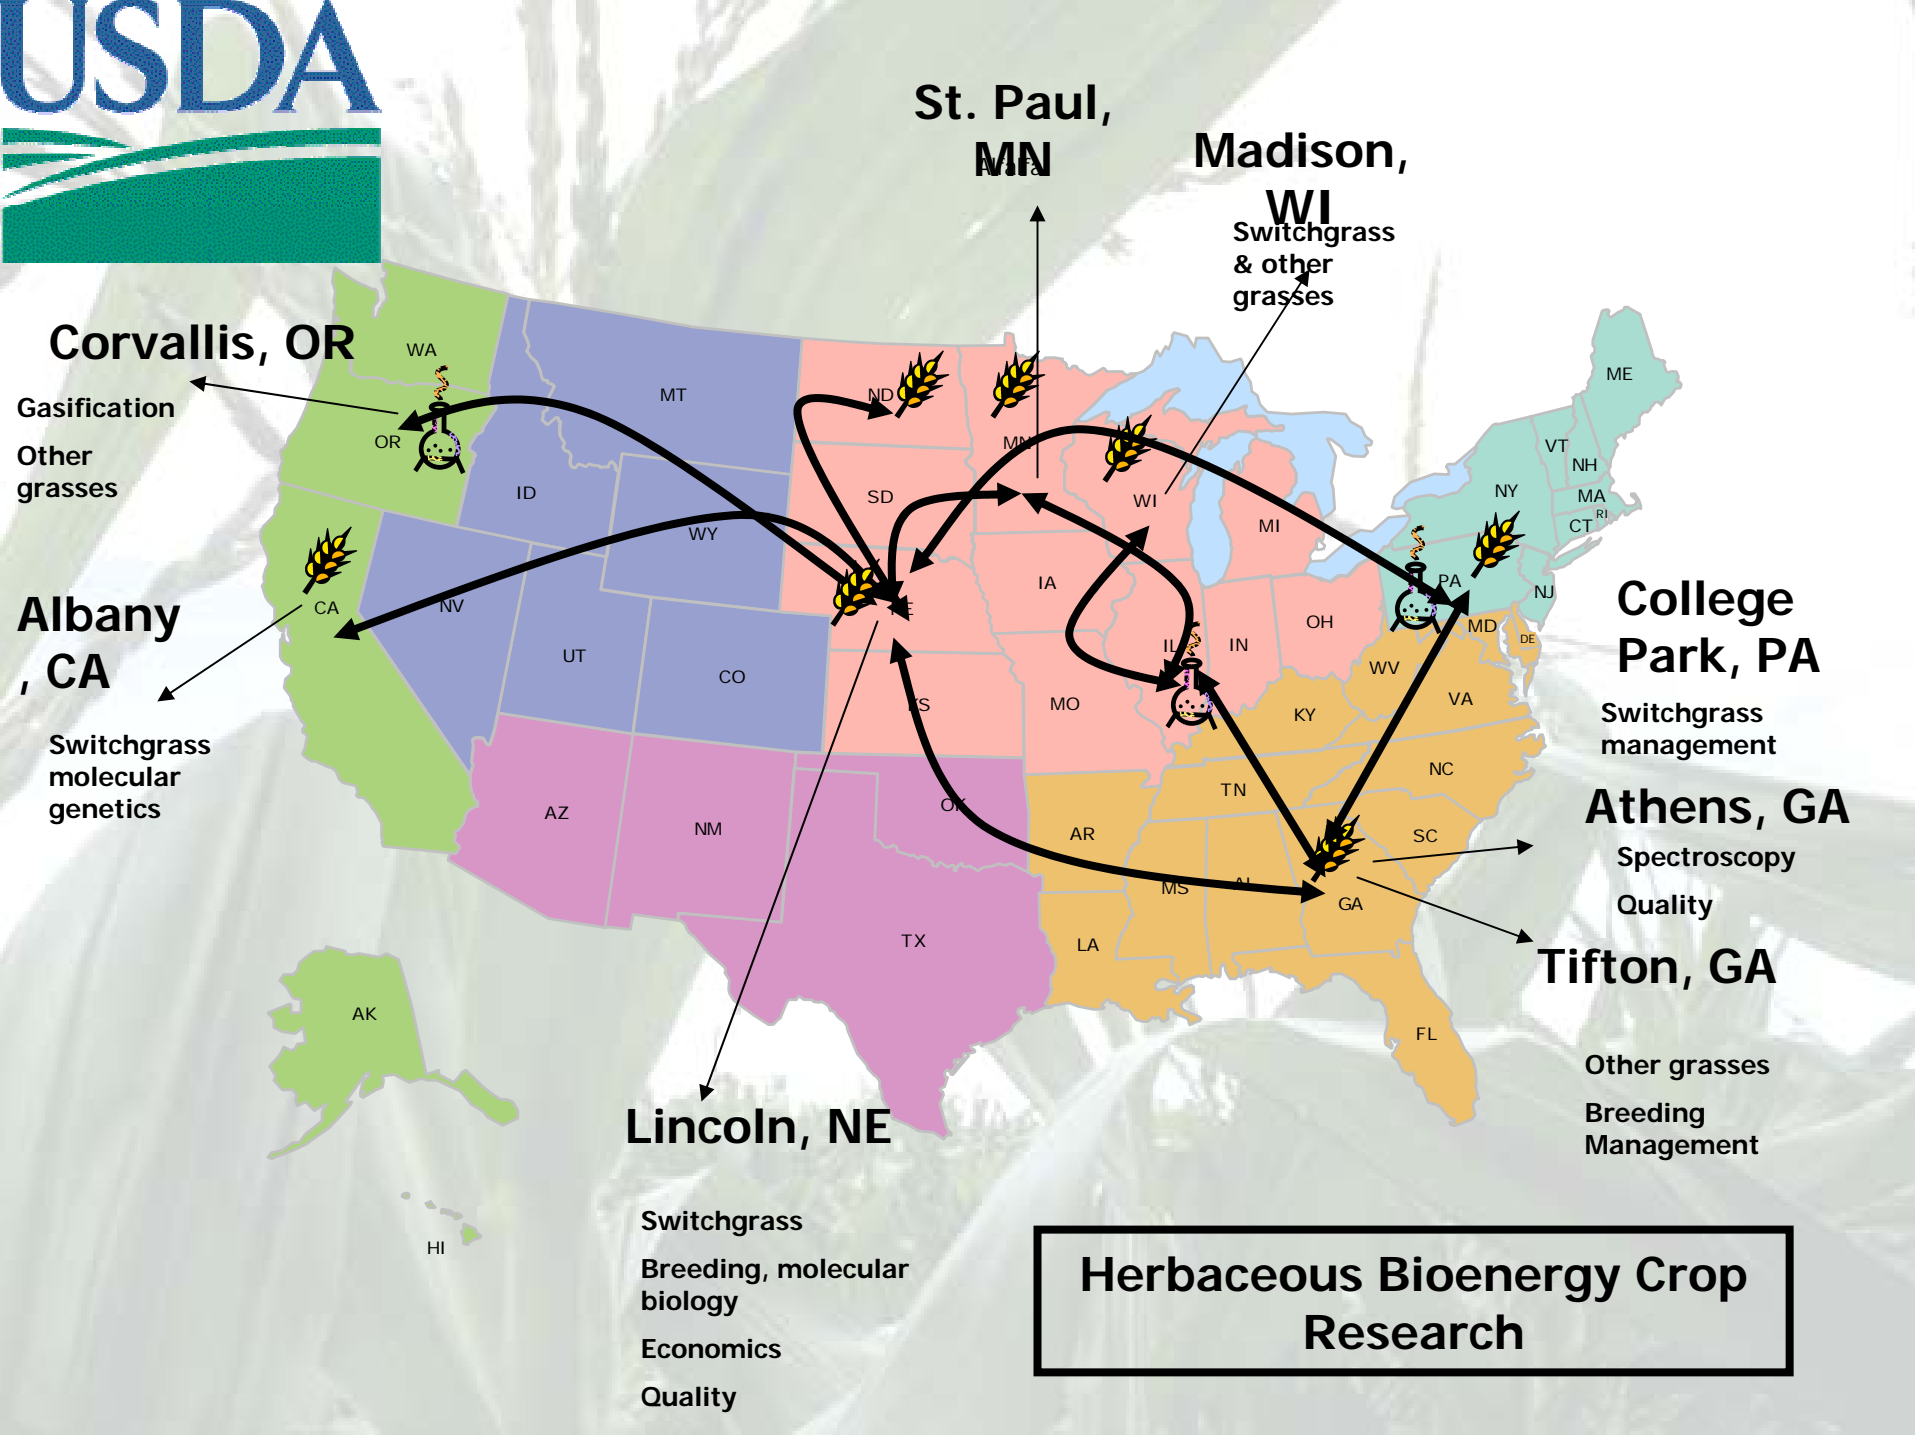 USDA
St. Paul,
MN
Alfalfa
Madison,
WI
Switchgrass
& other
grasses
Corvallis, OR
Gasification
Other
grasses
Albany
, CA
Switchgrass
molecular
genetics
College
Park, PA
Switchgrass
management
Athens, GA
Spectroscopy
Quality
Tifton, GA
Other grasses
Breeding
Management
Lincoln, NE
Switchgrass
Breeding, molecular
biology
Economics
Quality
Herbaceous Bioenergy Crop
Research
WA
OR
CA
ID
NV
MT
WY
UT
CO
AZ
NM
ND
SD
NE
KS
OK
TX
MN
IA
MO
AR
LA
WI
IL
IN
MI
OH
KY
TN
MS
AL
GA
FL
SC
NC
VA
WV
MD
DE
PA
NJ
NY
CT
RI
MA
VT
NH
ME
AK
HI